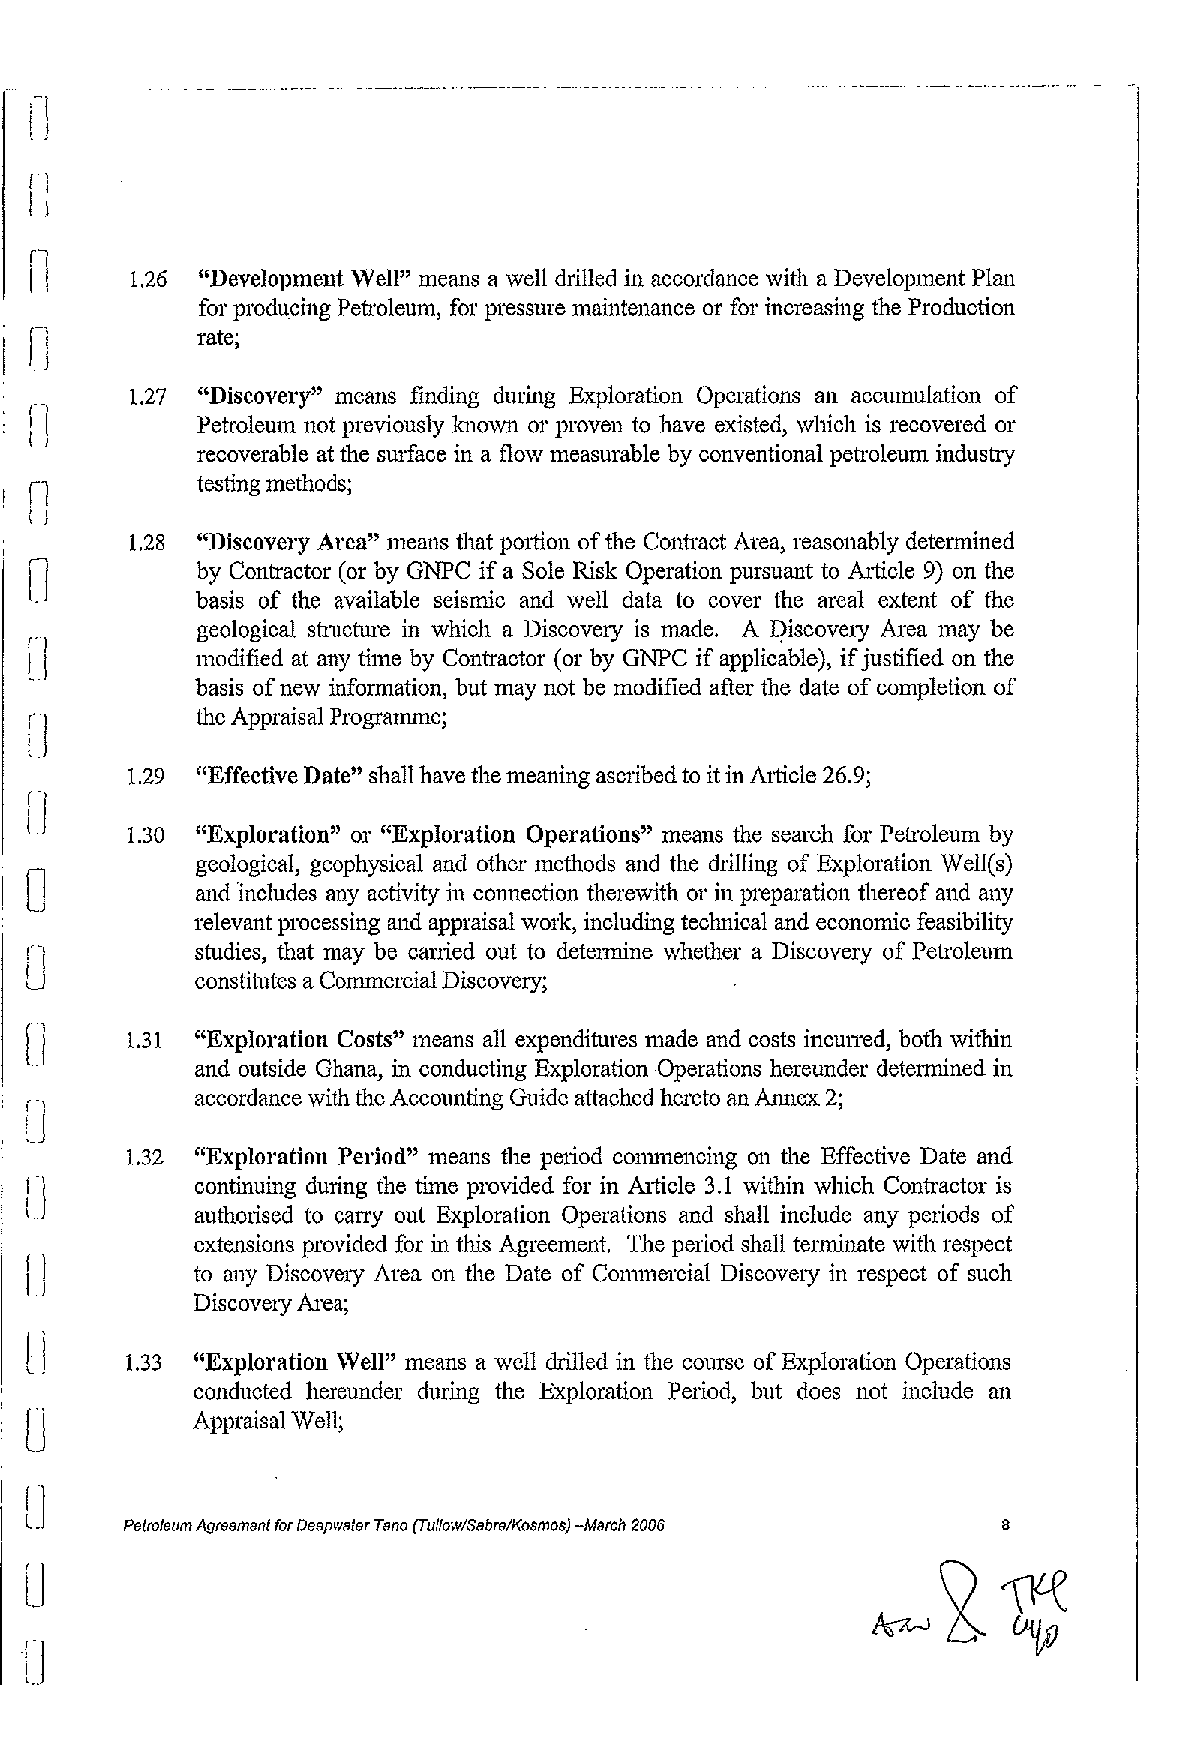 1.26 “Development Well” means a well drilled in accordance with a Development Plan
for producing Petroleum, for pressure maintenance or for increasing the Production
rate;
1.27 “Discovery” means finding during Exploration Operations an accumulation of
Petroleum not previously known or proven to have existed, which is recovered or
recoverable at the surface in a flow measurable by conventional petroleum industry
testing methods;
1.28 “Discovery Area” means that portion of the Contract Area, reasonably determined
by Contractor (or by GNPC if a Sole Risk Operation pursuant to Article 9) on the
basis of the available seismic and well data to cover the areal extent of the
geological structure in which a Discovery is made. A Discovery Area may be
modified at any time by Contractor (or by GNPC if applicable), if justified on the
basis of new information, but may not be modified after the date of completion of
the Appraisal Programme;
1.29 “Effective Date” shall have the meaning ascribed to it in Article 26.9;
1.30 “Exploration” or “Exploration Operations” means the search for Petroleum by
geological, geophysical and other methods and the drilling of Exploration Well(s)
and includes any activity in connection therewith or in preparation thereof and any
relevant processing and appraisal work, including technical and economic feasibility
studies, that may be carried out to determine whether a Discovery of Petroleum
constitutes a Commercial Discovery;
1.31 “Exploration Costs” means all expenditures made and costs incurred, both within
and outside Ghana, in conducting Exploration Operations hereunder determined in
accordance with the Accounting Guide attached hereto an Annex 2;
1.32 “Exploration Period” means the period commencing on the Effective Date and
continuing during the time provided for in Article 3.1 within which Contractor is
authorised to carry out Exploration Operations and shall include any periods of
extensions provided for in this Agreement. The period shall terminate with respect
to any Discovery Area on the Date of Commercial Discovery in respect of such
Discovery Area;
1.33 “Exploration Well” means a well drilled in the course of Exploration Operations
conducted hereunder during the Exploration Period, but does not include an
Appraisal Well;
Petroleum Agreement for Deepwater Tano (Tullow/Sabre/Kosmos) –March 2006 8